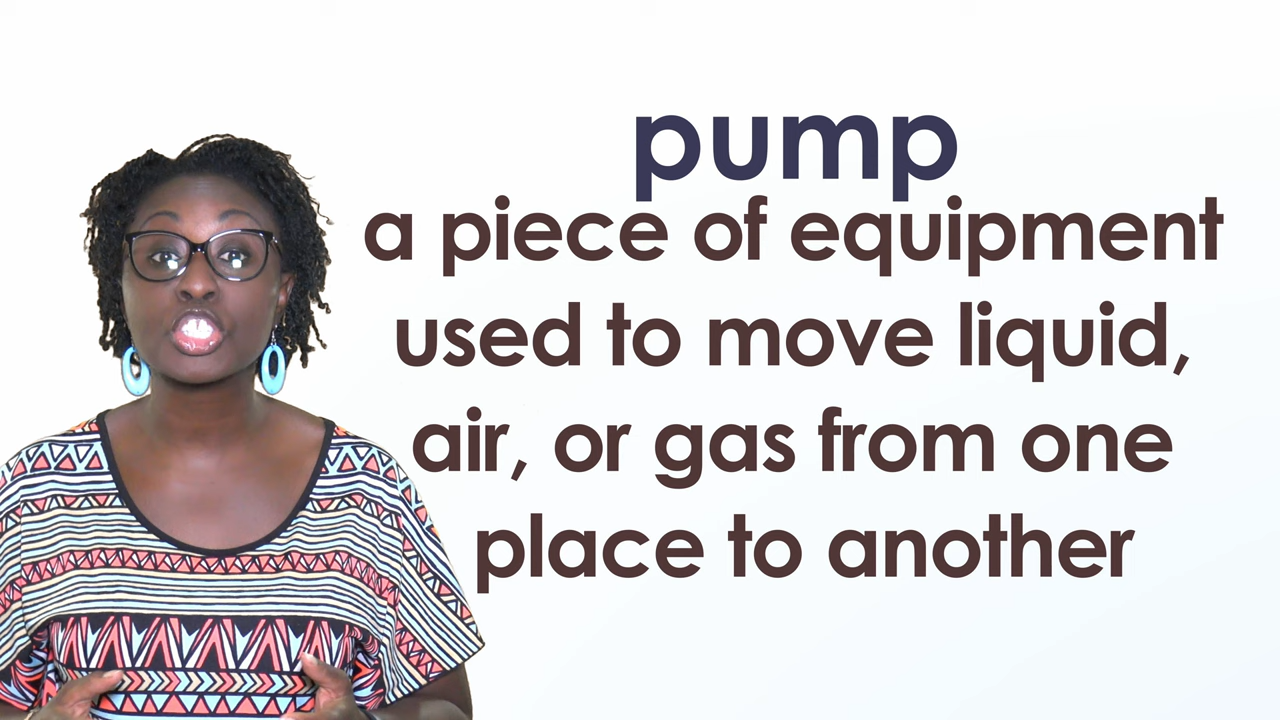 pump
a piece of equipment
used to move liquid,
air, or gas from one
place to another